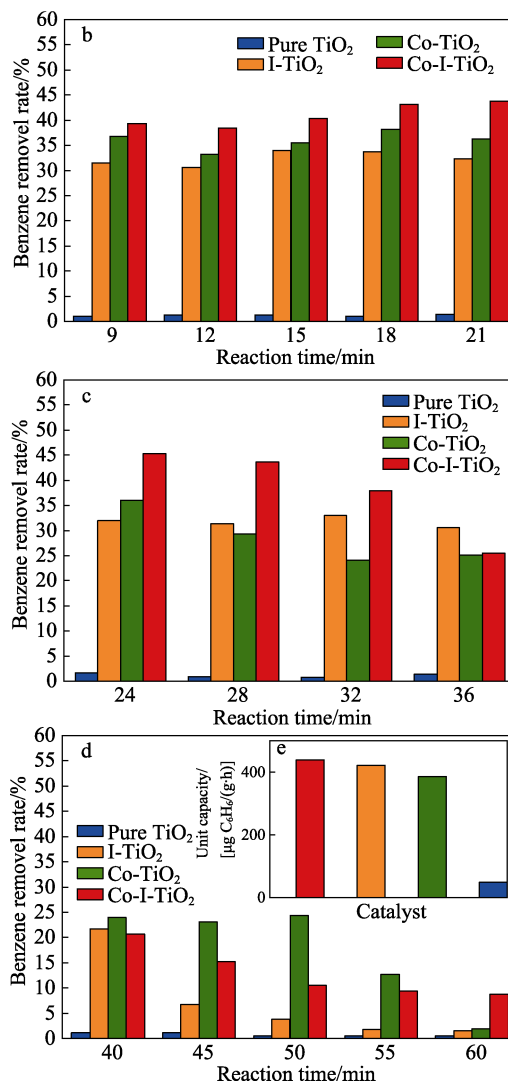 b
Pure TiO₂
Co-TiO₂
I-TiO₂
Co-I-TiO₂
Benzene removel rate/%
60
55
50
45
40
35
30
25
20
15
10
5
0
9 12 15 18 21
Reaction time/min
c
Pure TiO₂
I-TiO₂
Co-TiO₂
Co-I-TiO₂
Benzene removel rate/%
60
55
50
45
40
35
30
25
20
15
10
5
0
24 28 32 36
Reaction time/min
d
Pure TiO₂
I-TiO₂
Co-TiO₂
Co-I-TiO₂
Benzene removel rate/%
60
55
50
45
40
35
30
25
20
15
10
5
0
40 45 50 55 60
Reaction time/min
e
Unit capacity/
[μg C₆H₆/(g·h)]
400
200
0
Catalyst